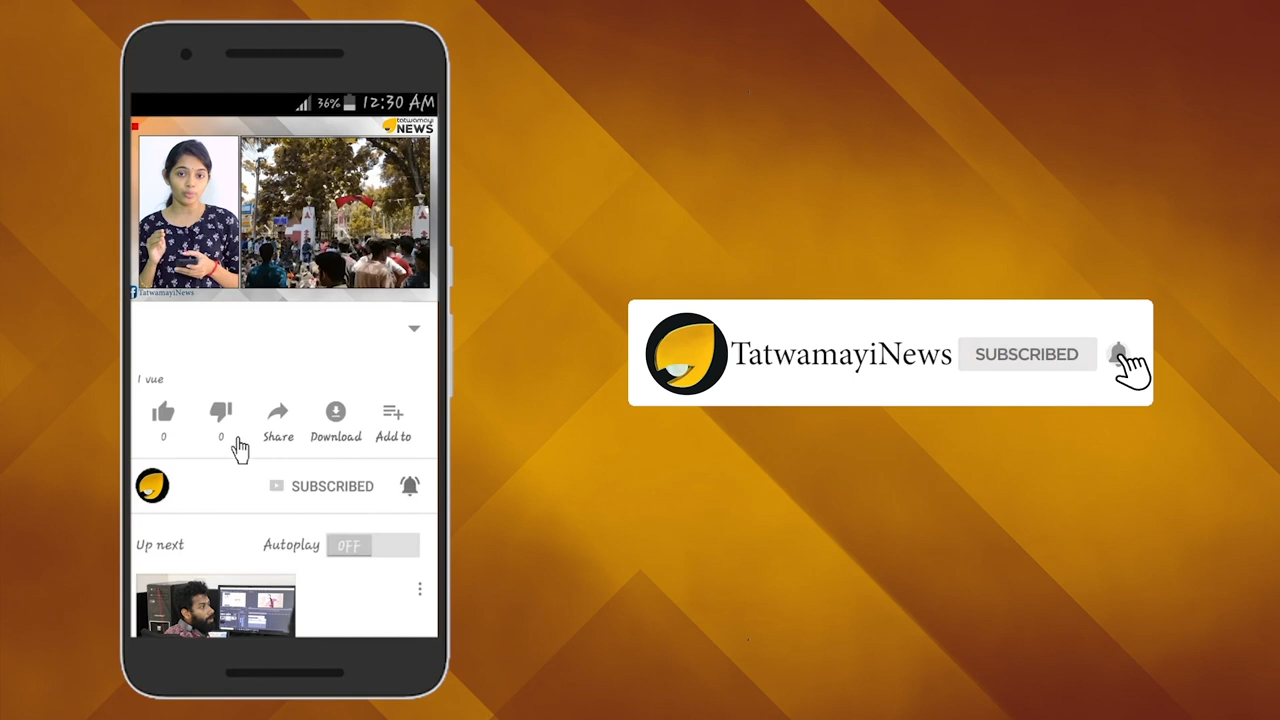 36% 12:30 AM
tatwamayi
NEWS
TatwamayiNews
1 vue
0 0 Share Download Add to
SUBSCRIBED
Up next Autoplay OFF
TatwamayiNews SUBSCRIBED